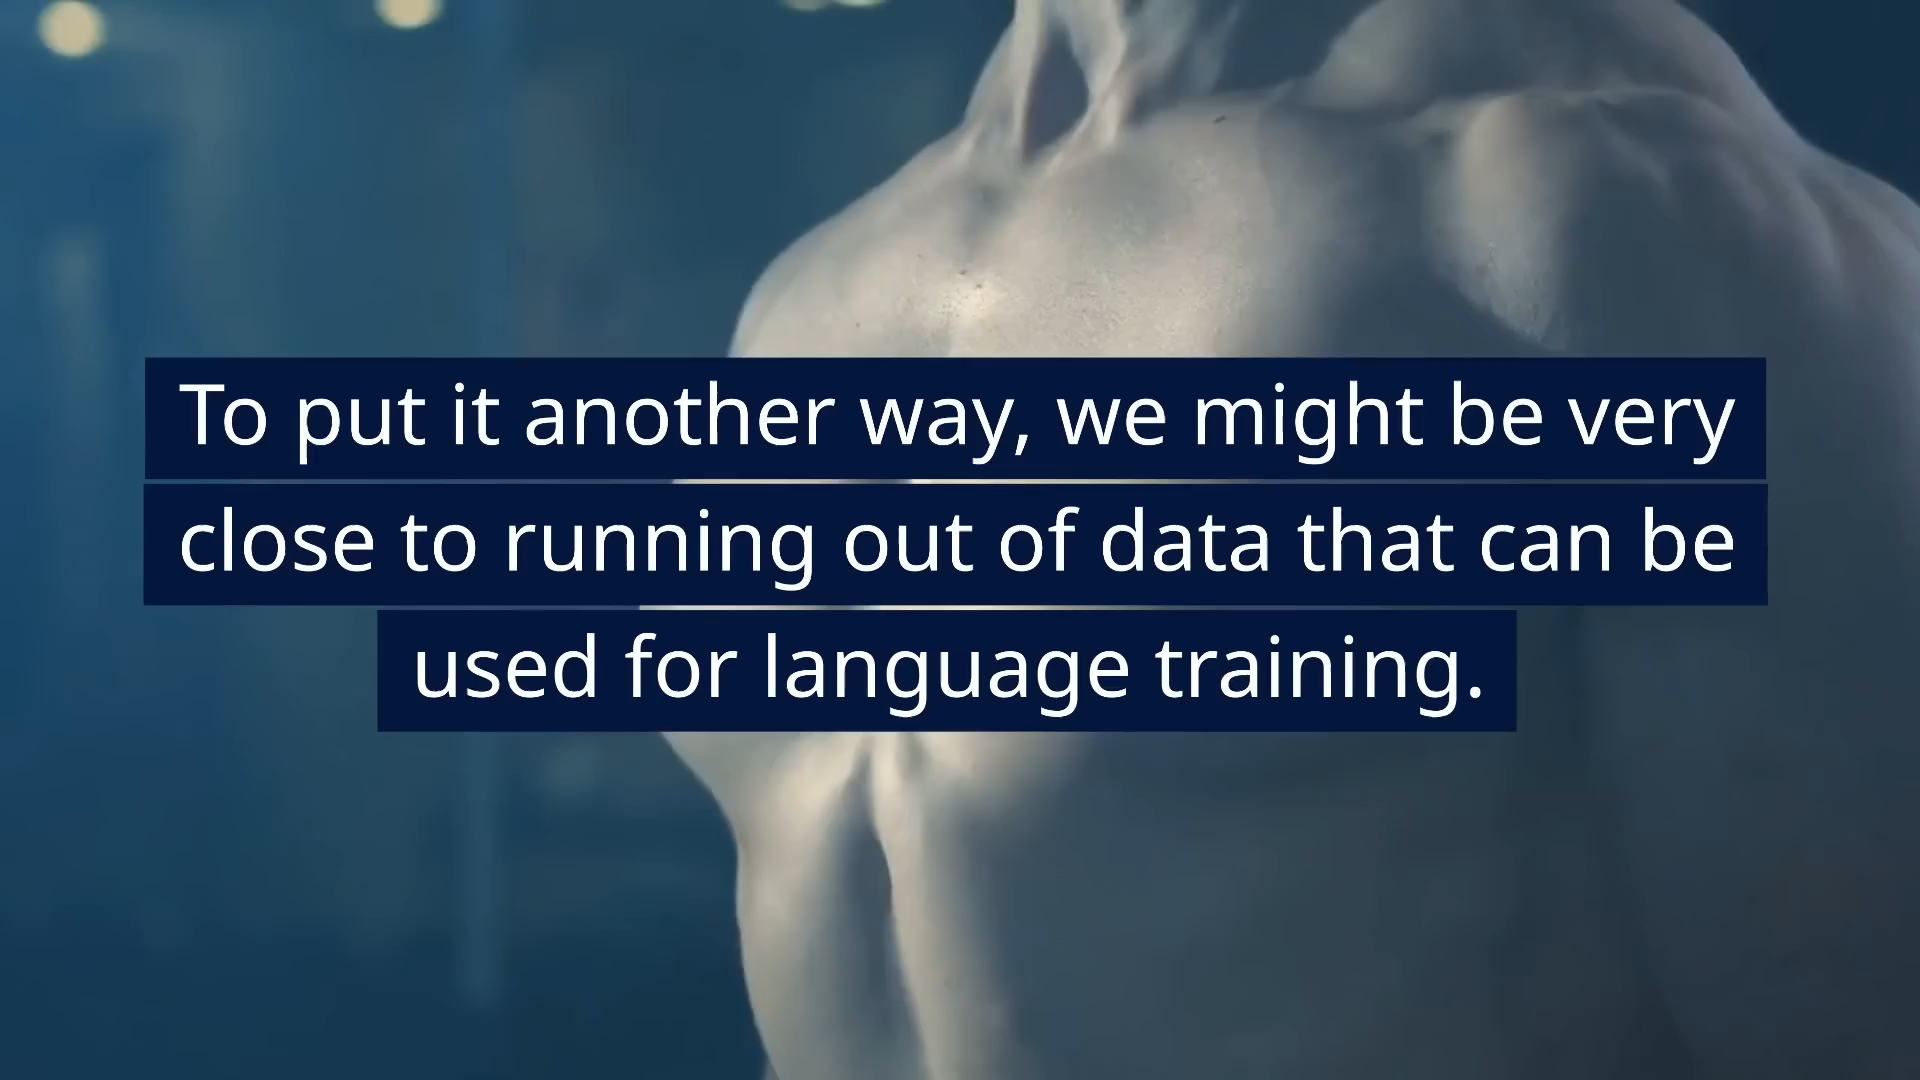 To put it another way, we might be very
close to running out of data that can be
used for language training.